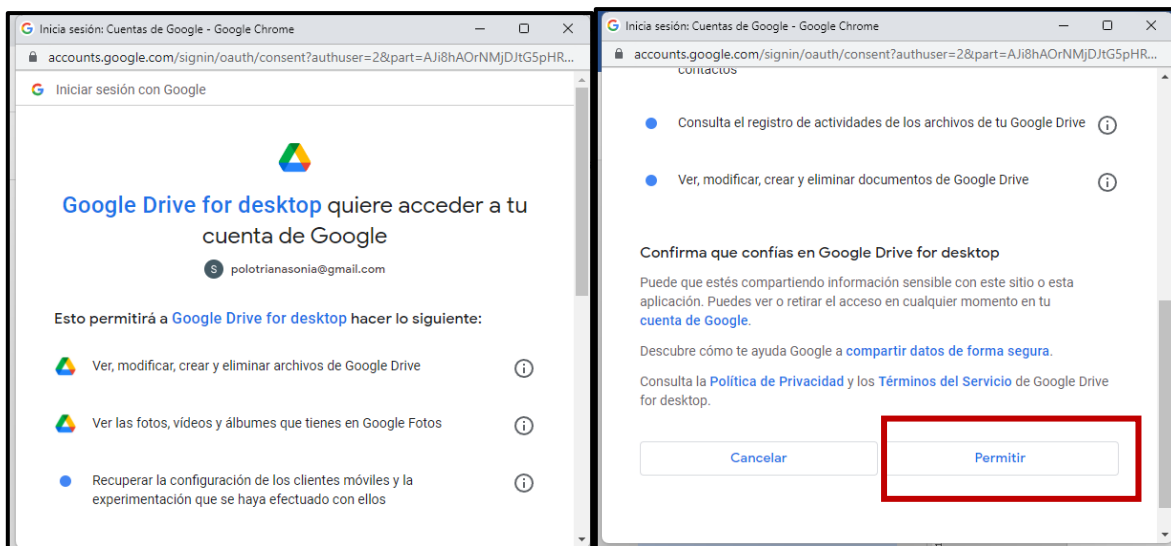 Inicia sesión: Cuentas de Google - Google Chrome
accounts.google.com/signin/oauth/consent?authuser=2&part=AJi8hAOrNMjDJtG5pHR...
Iniciar sesión con Google
Google Drive for desktop quiere acceder a tu
cuenta de Google
S polotrianasonia@gmail.com
Esto permitirá a Google Drive for desktop hacer lo siguiente:
Ver, modificar, crear y eliminar archivos de Google Drive
Ver las fotos, vídeos y álbumes que tienes en Google Fotos
Recuperar la configuración de los clientes móviles y la
experimentación que se haya efectuado con ellos
Inicia sesión: Cuentas de Google - Google Chrome
accounts.google.com/signin/oauth/consent?authuser=2&part=AJi8hAOrNMjDJtG5pHR...
contactos
Consulta el registro de actividades de los archivos de tu Google Drive
Ver, modificar, crear y eliminar documentos de Google Drive
Confirma que confías en Google Drive for desktop
Puede que estés compartiendo información sensible con este sitio o esta
aplicación. Puedes ver o retirar el acceso en cualquier momento en tu
cuenta de Google.
Descubre cómo te ayuda Google a compartir datos de forma segura.
Consulta la Política de Privacidad y los Términos del Servicio de Google Drive
for desktop.
Cancelar
Permitir